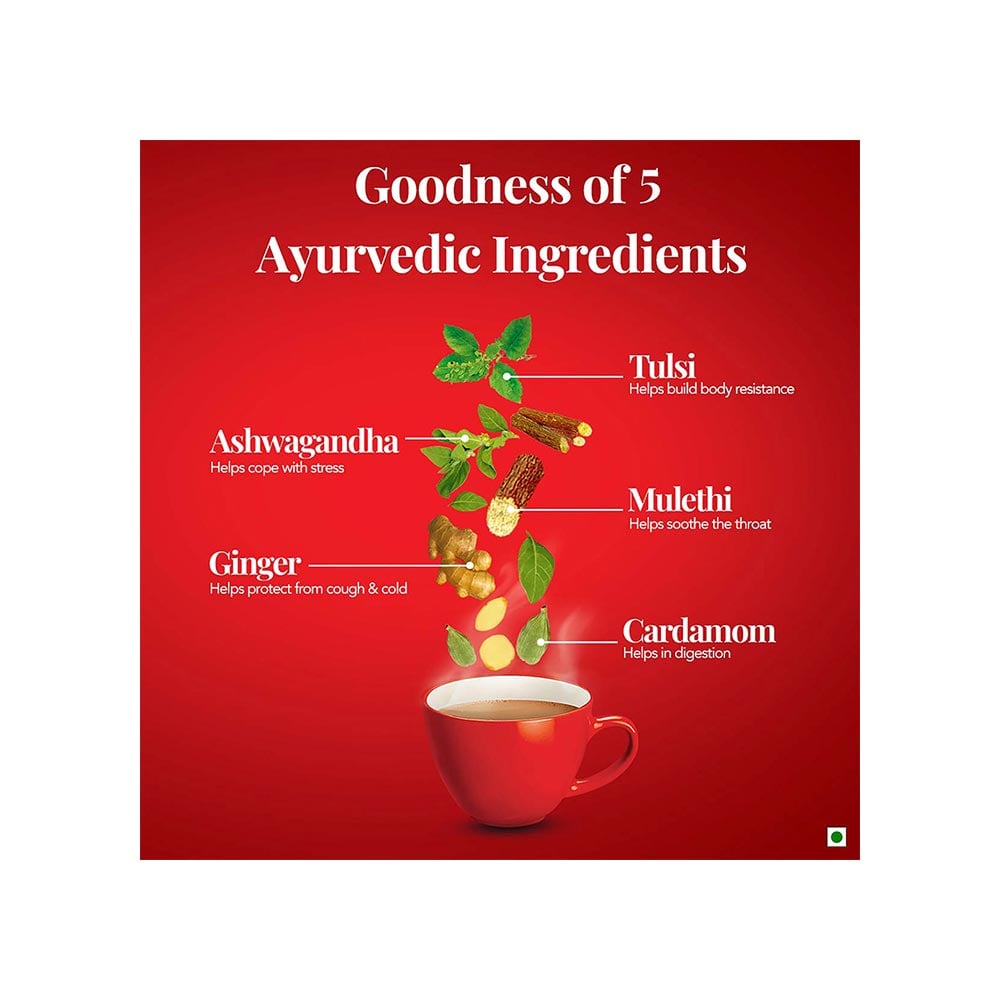 Goodness of 5
Ayurvedic Ingredients
Tulsi
Helps build body resistance
Ashwagandha
Helps cope with stress
Mulethi
Helps soothe the throat
Ginger
Helps protect from cough & cold
Cardamom
Helps in digestion